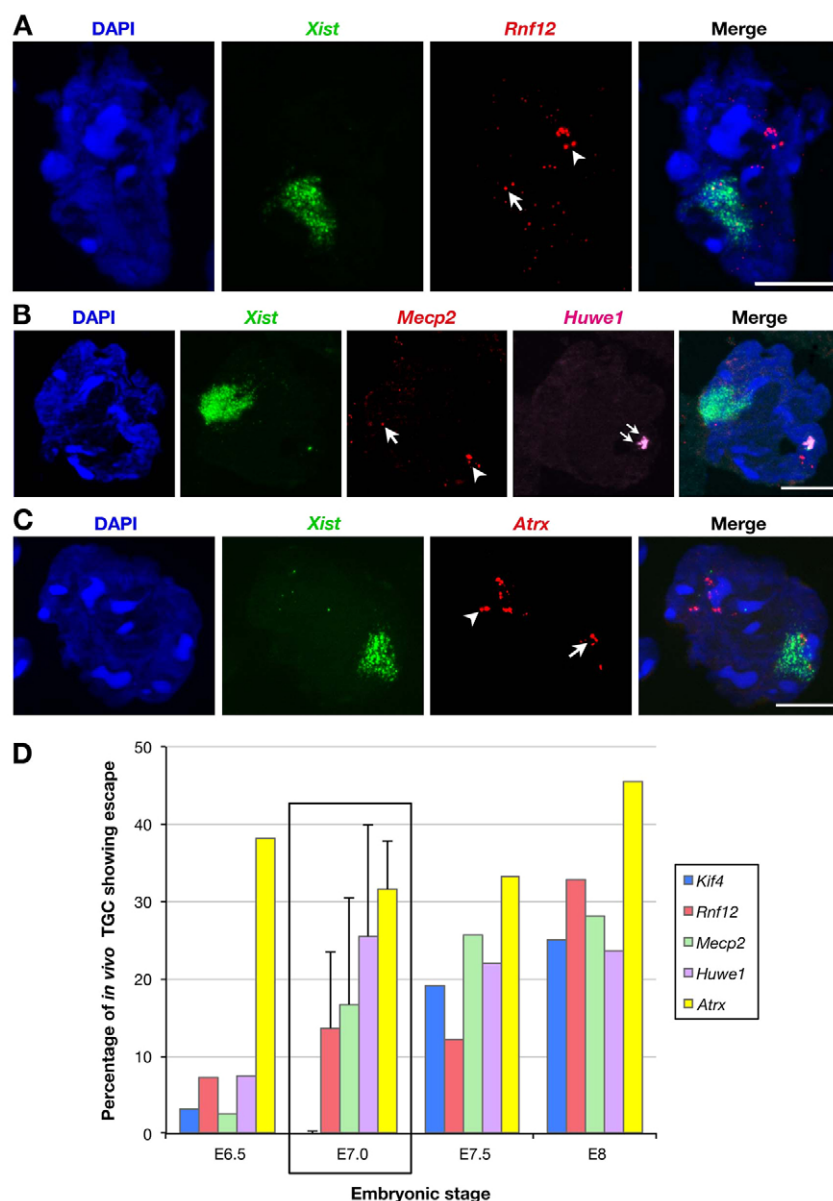 A
DAPI Xist Rnf12 Merge
B
DAPI Xist Mecp2 Huwe1 Merge
C
DAPI Xist Atrx Merge
D
Percentage of in vivo TGC showing escape
50
40
30
20
10
0
E6.5 E7.0 E7.5 E8
Embryonic stage
Kif4
Rnf12
Mecp2
Huwe1
Atrx